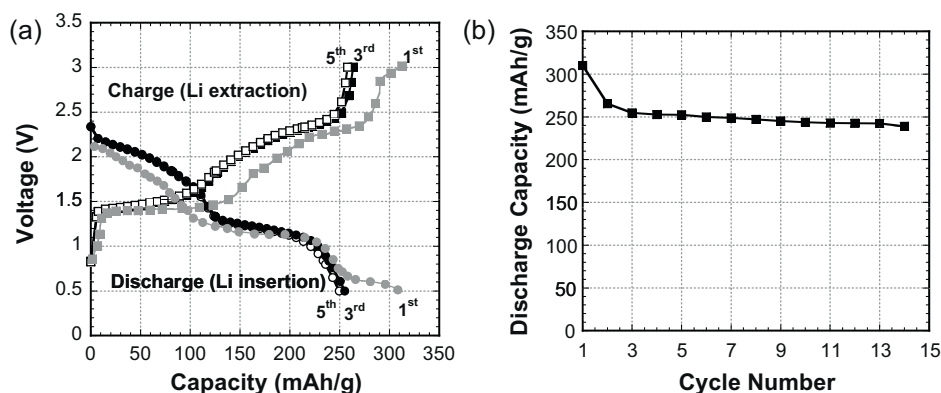 (a)
3.5
3
2.5
2
1.5
1
0.5
0
Voltage (V)
5th 3rd 1st
Charge (Li extraction)
Discharge (Li insertion)
5th 3rd 1st
0 50 100 150 200 250 300 350
Capacity (mAh/g)
(b)
350
300
250
200
150
100
50
0
Discharge Capacity (mAh/g)
1 3 5 7 9 11 13 15
Cycle Number